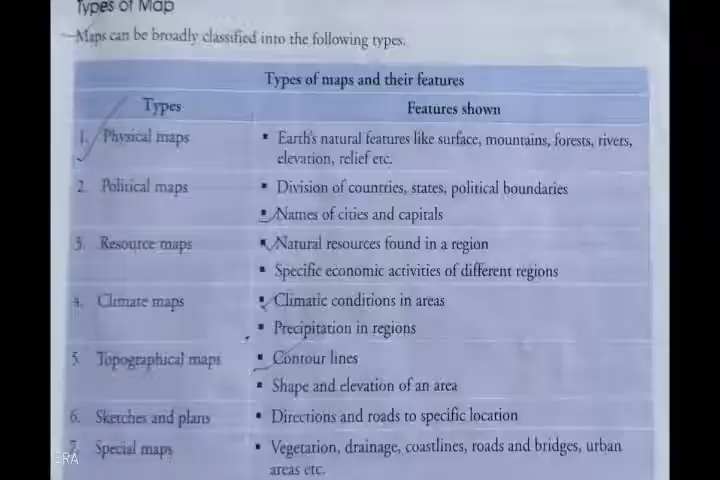 Types of Map
Maps can be broadly classified into the following types.
Types of maps and their features
Types Features shown
1. Physical maps ▪ Earth's natural features like surface, mountains, forests, rivers,
elevation, relief etc.
2. Political maps ▪ Division of countries, states, political boundaries
▪ Names of cities and capitals
3. Resource maps ▪ Natural resources found in a region
▪ Specific economic activities of different regions
4. Climate maps ▪ Climatic conditions in areas
▪ Precipitation in regions
5. Topographical maps ▪ Contour lines
▪ Shape and elevation of an area
6. Sketches and plans ▪ Directions and roads to specific location
7. Special maps ▪ Vegetation, drainage, coastlines, roads and bridges, urban
areas etc.